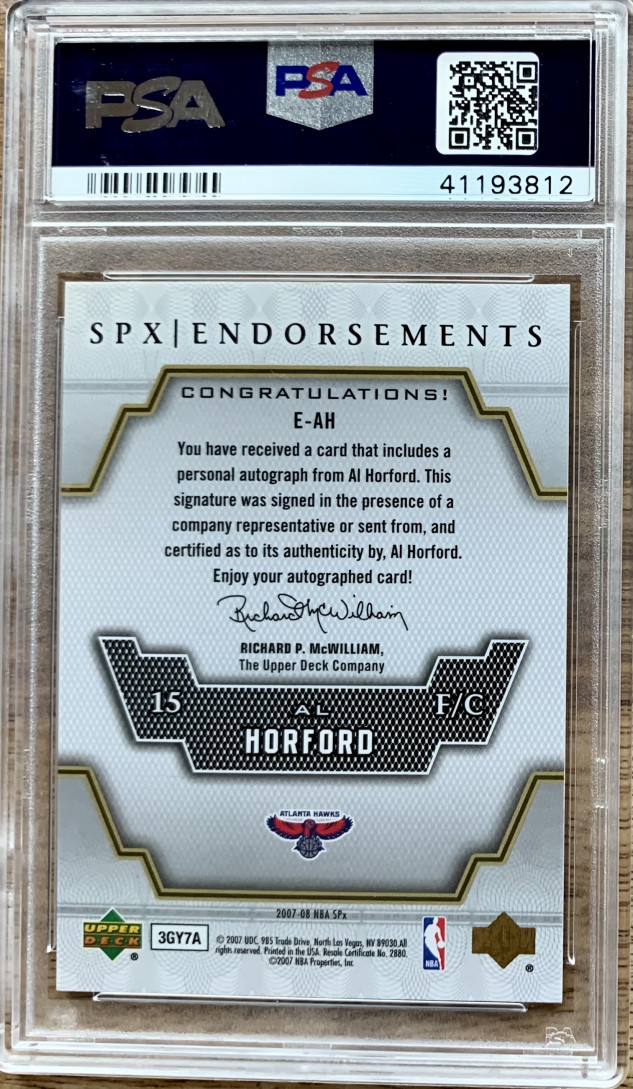 PSA
PSA
41193812
SPX|ENDORSEMENTS
CONGRATULATIONS!
E-AH
You have received a card that includes a
personal autograph from Al Horford. This
signature was signed in the presence of a
company representative or sent from, and
certified as to its authenticity by, Al Horford.
Enjoy your autographed card!
Richard P. McWilliam
RICHARD P. McWILLIAM,
The Upper Deck Company
15 AL F/C
HORFORD
ATLANTA HAWKS
2007-08 NBA SPx
UPPER
DECK
®
3GY7A
© 2007 UDC, 985 Trade Drive, North Las Vegas, NV 89030. All
rights reserved. Printed in the USA. Resale Certificate No. 2880.
©2007 NBA Properties, Inc
NBA
®
PSA